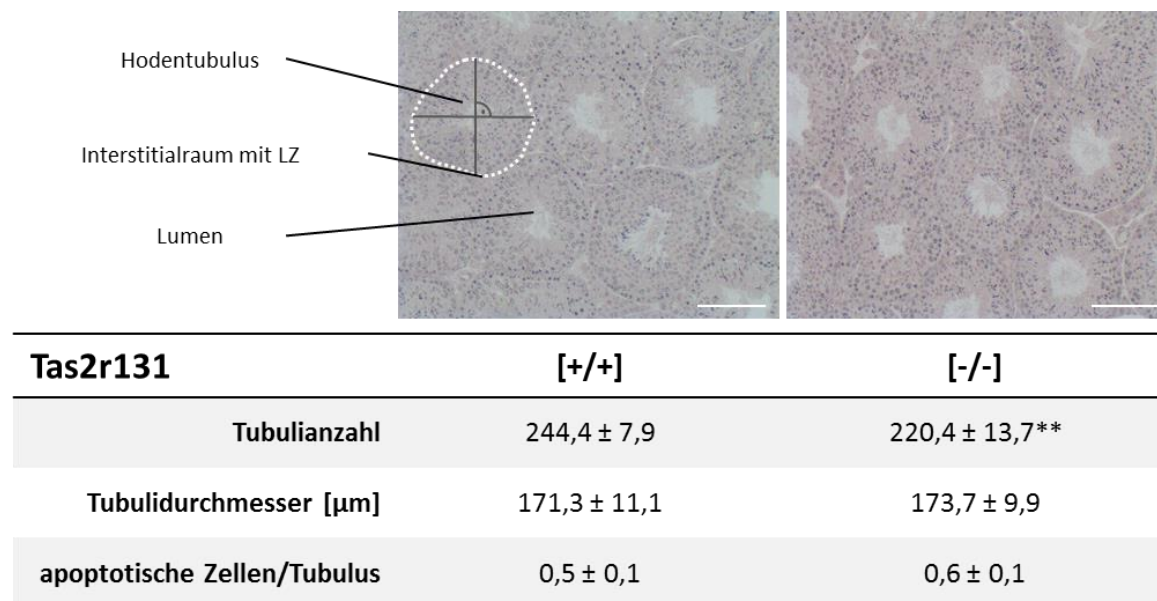 Hodentubulus
Interstitialraum mit LZ
Lumen
Tas2r131 [+/+] [-/-]
Tubulianzahl 244,4 ± 7,9 220,4 ± 13,7**
Tubulidurchmesser [µm] 171,3 ± 11,1 173,7 ± 9,9
apoptotische Zellen/Tubulus 0,5 ± 0,1 0,6 ± 0,1